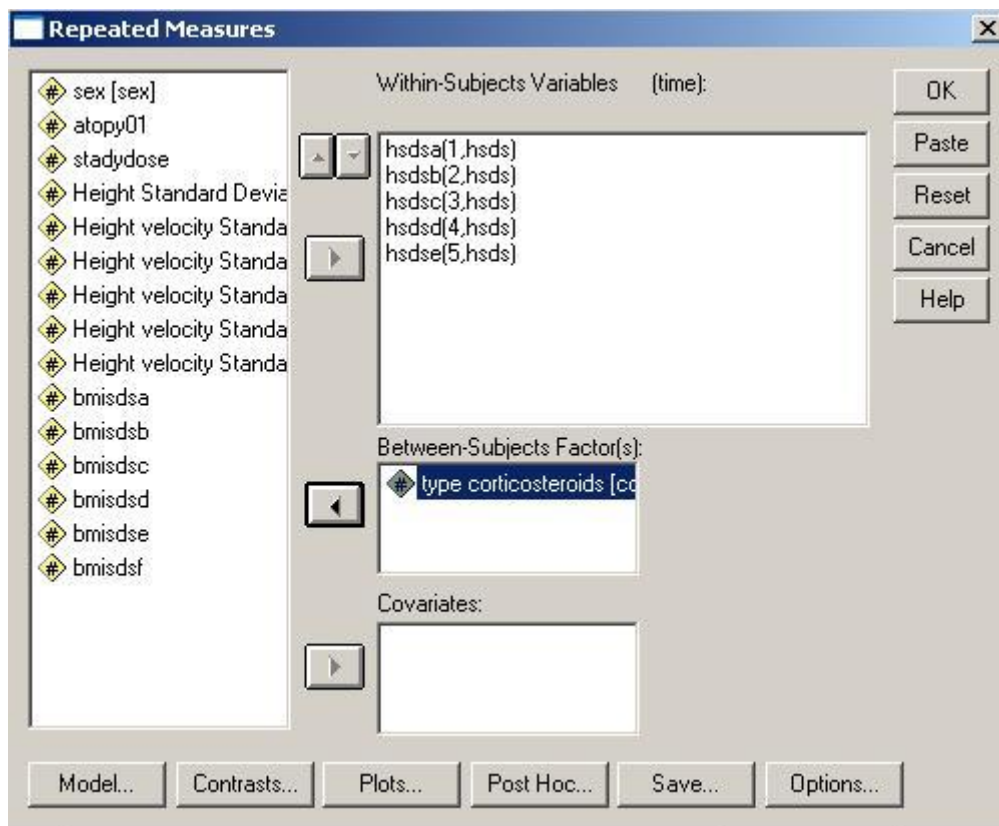 Repeated Measures
sex [sex]
atopy01
stadydose
Height Standard Devia
Height velocity Standa
Height velocity Standa
Height velocity Standa
Height velocity Standa
Height velocity Standa
bmisdsa
bmisdsb
bmisdsc
bmisdsd
bmisdse
bmisdsf
Within-Subjects Variables (time):
hsdsa(1,hsds)
hsdsb(2,hsds)
hsdsc(3,hsds)
hsdsd(4,hsds)
hsdse(5,hsds)
Between-Subjects Factor(s):
type corticosteroids [co
Covariates:
OK
Paste
Reset
Cancel
Help
Model... Contrasts... Plots... Post Hoc... Save... Options...